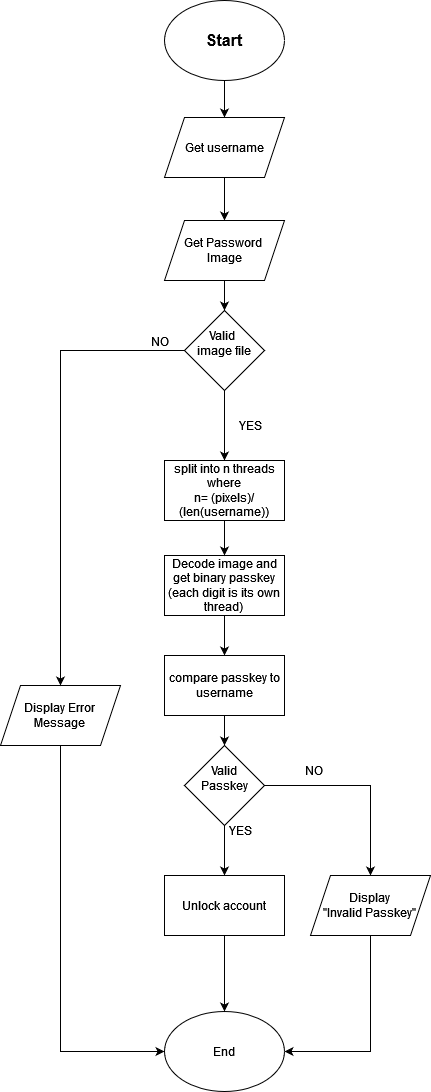 Start
Get username
Get Password
Image
Valid
image file
NO
YES
split into n threads
where
n= (pixels)/
(len(username))
Decode image and
get binary passkey
(each digit is its own
thread)
compare passkey to
username
Display Error
Message
Valid
Passkey
NO
YES
Unlock account
Display
"Invalid Passkey"
End